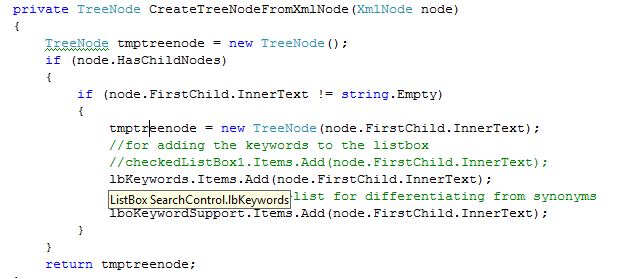 private TreeNode CreateTreeNodeFromXmlNode(XmlNode node)
{
TreeNode tmptreenode = new TreeNode();
if (node.HasChildNodes)
{
if (node.FirstChild.InnerText != string.Empty)
{
tmptreenode = new TreeNode(node.FirstChild.InnerText);
//for adding the keywords to the listbox
//checkedListBox1.Items.Add(node.FirstChild.InnerText);
lbKeywords.Items.Add(node.FirstChild.InnerText);
ListBox SearchControl.lbKeywords list for differentiating from synonyms
lboKeywordSupport.Items.Add(node.FirstChild.InnerText);
}
}
return tmptreenode;